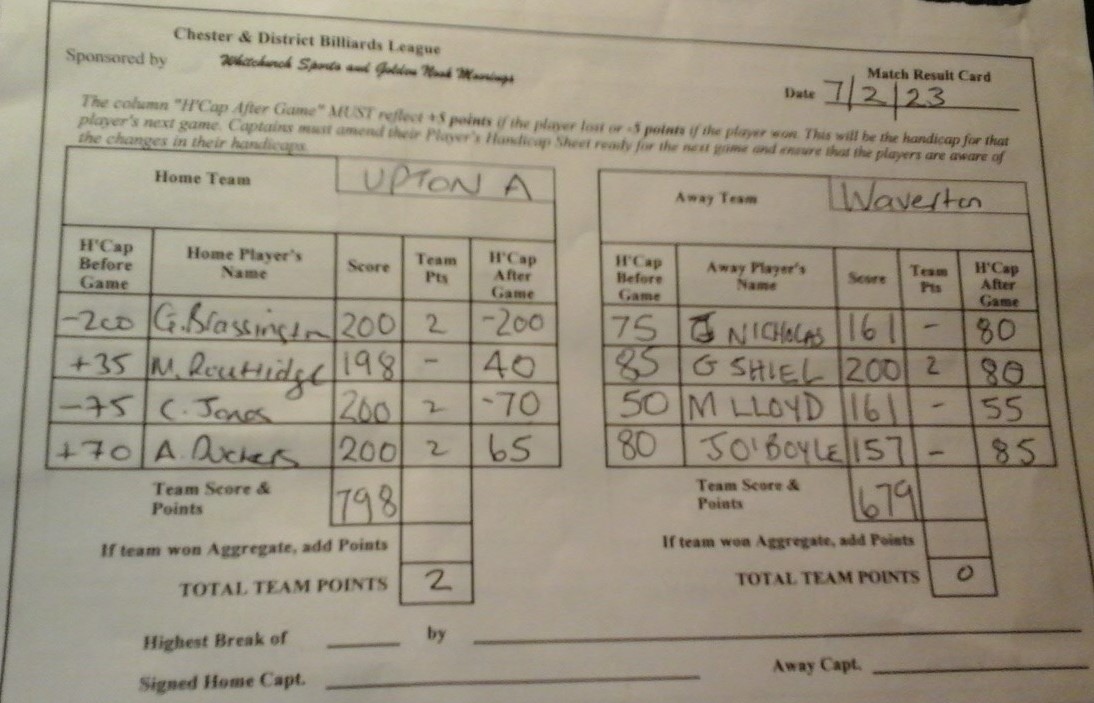 Chester & District Billiards League
Sponsored by Whitchurch Sports and Golden Nook Moorings
Match Result Card
Date 7/2/23
The column "H'Cap After Game" MUST reflect +5 points if the player lost or -5 points if the player won. This will be the handicap for that
player's next game. Captains must amend their Player's Handicap Sheet ready for the next game and ensure that the players are aware of
the changes in their handicaps.
Home Team UPTON A Away Team Waverton
H'Cap Before Game Home Player's Name Score Team Pts H'Cap After Game H'Cap Before Game Away Player's Name Score Team Pts H'Cap After Game
-200 G.Brassington 200 2 -200 75 G NICHOLAS 161 - 80
+35 M.Routlidge 198 - 40 85 G SHIEL 200 2 80
-75 C. Jones 200 2 -70 50 M LLOYD 161 - 55
+70 A.Duckers 200 2 65 80 J O'BOYLE 157 - 85
Team Score & Points 798 Team Score & Points 679
If team won Aggregate, add Points If team won Aggregate, add Points
TOTAL TEAM POINTS 2 TOTAL TEAM POINTS 0
Highest Break of by
Signed Home Capt. Away Capt.